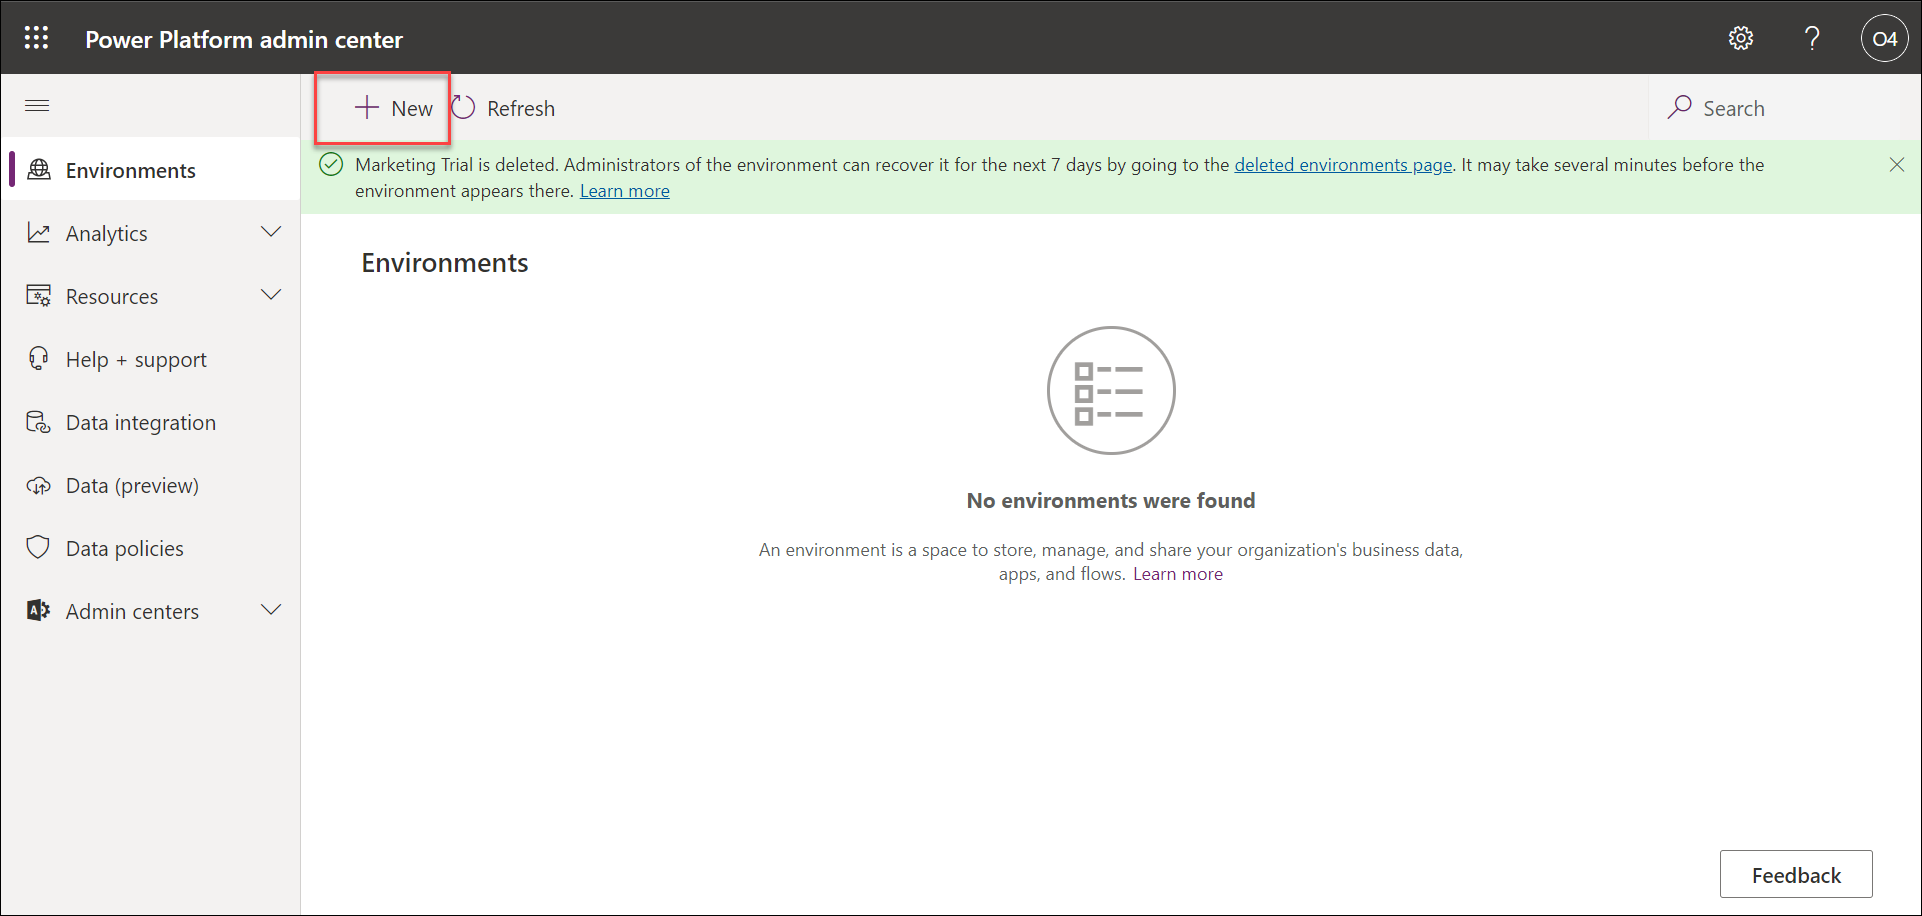 Power Platform admin center
O4
New
Refresh
Search
Marketing Trial is deleted. Administrators of the environment can recover it for the next 7 days by going to the deleted environments page. It may take several minutes before the
environment appears there. Learn more
Environments
Analytics
Resources
Help + support
Data integration
Data (preview)
Data policies
Admin centers
Environments
No environments were found
An environment is a space to store, manage, and share your organization's business data,
apps, and flows. Learn more
Feedback